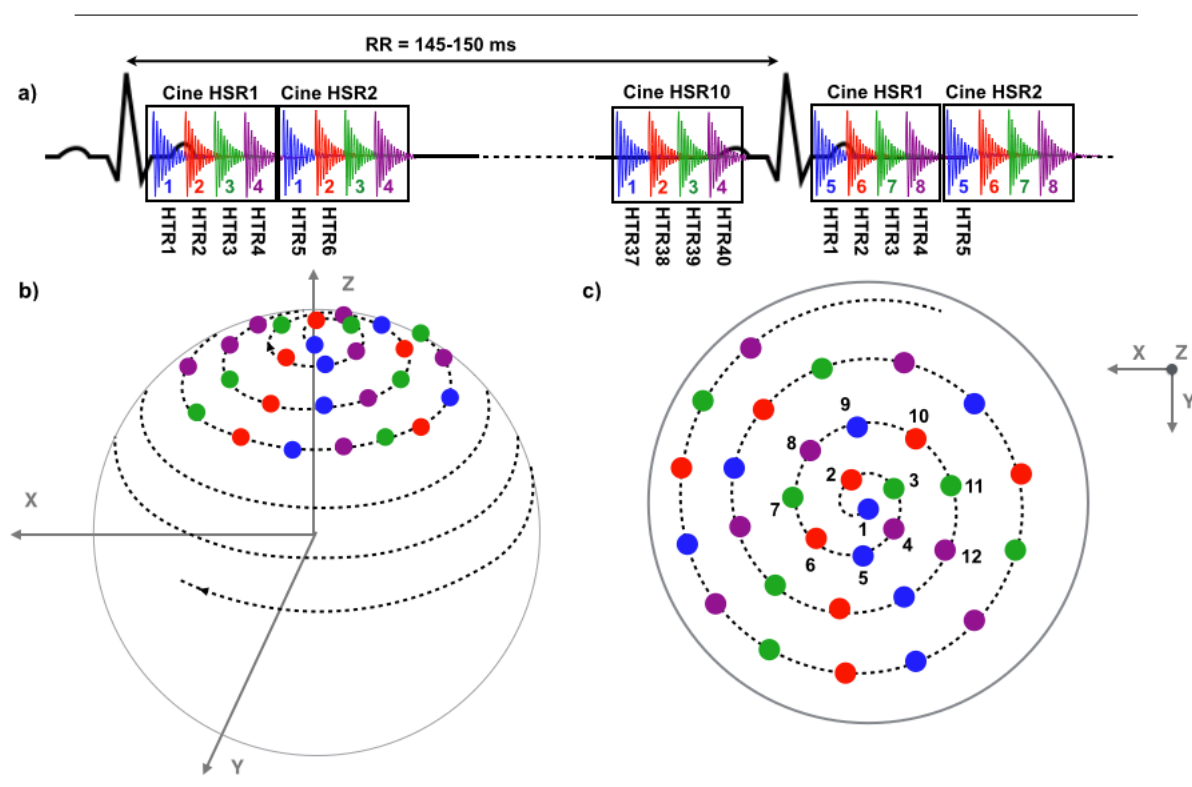 RR = 145-150 ms
a)
Cine HSR1 Cine HSR2 Cine HSR10 Cine HSR1 Cine HSR2
1 2 3 4 1 2 3 4 1 2 3 4 5 6 7 8 5 6 7 8
HTR1 HTR2 HTR3 HTR4 HTR5 HTR6 HTR37 HTR38 HTR39 HTR40 HTR1 HTR2 HTR3 HTR4 HTR5
b)
Z
X
Y
c)
X Z
Y
9
10
8
2
3
11
7
1
4
12
6
5